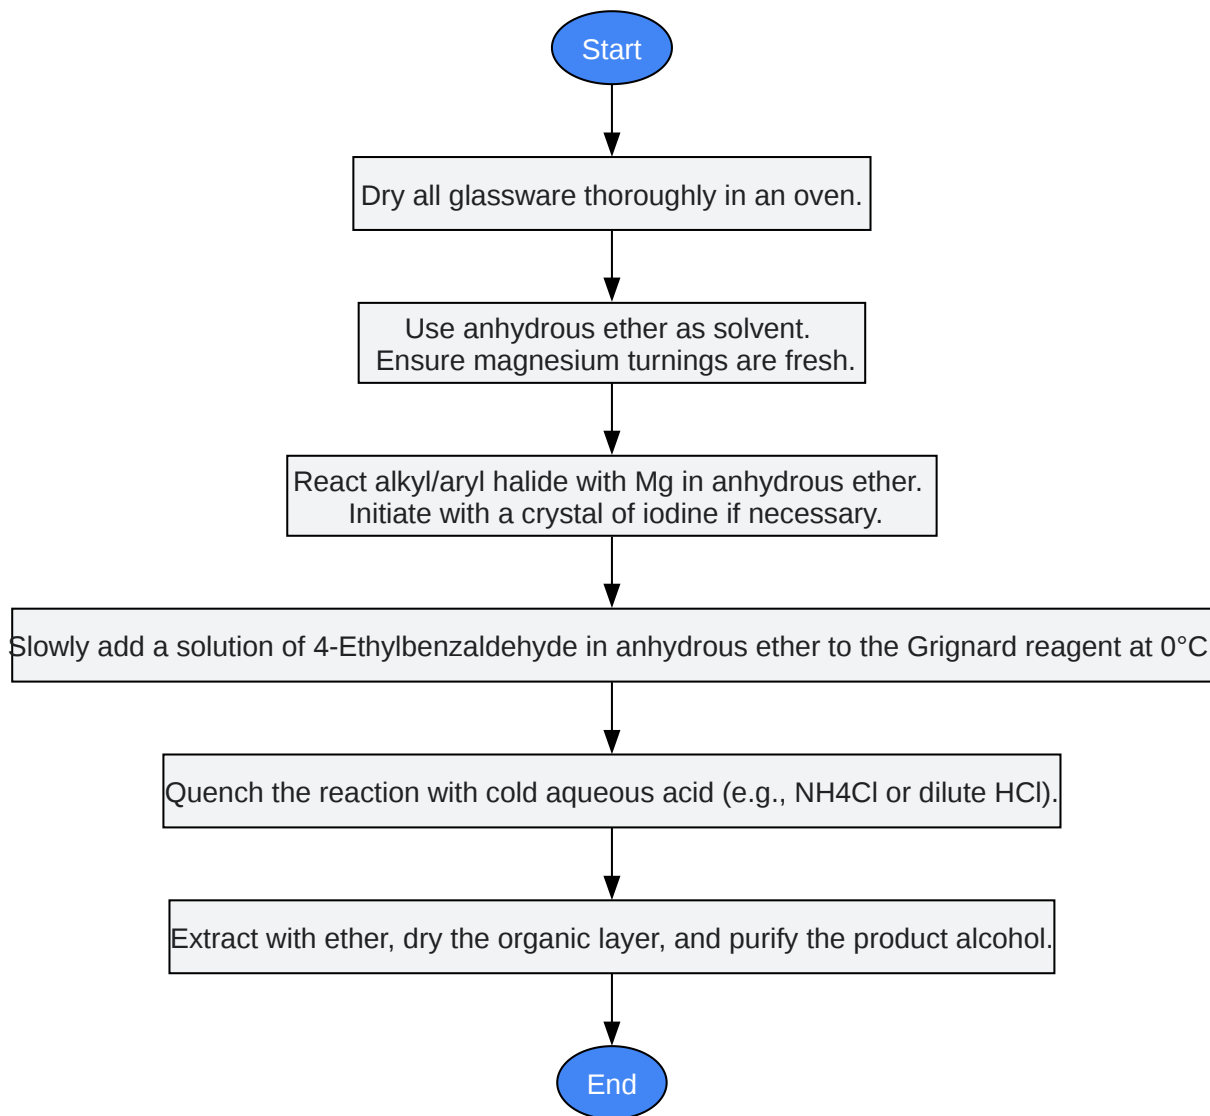 Start
Dry all glassware thoroughly in an oven.
Use anhydrous ether as solvent.
Ensure magnesium turnings are fresh.
React alkyl/aryl halide with Mg in anhydrous ether.
Initiate with a crystal of iodine if necessary.
Slowly add a solution of 4-Ethylbenzaldehyde in anhydrous ether to the Grignard reagent at 0°C
Quench the reaction with cold aqueous acid (e.g., NH4Cl or dilute HCl).
Extract with ether, dry the organic layer, and purify the product alcohol.
End